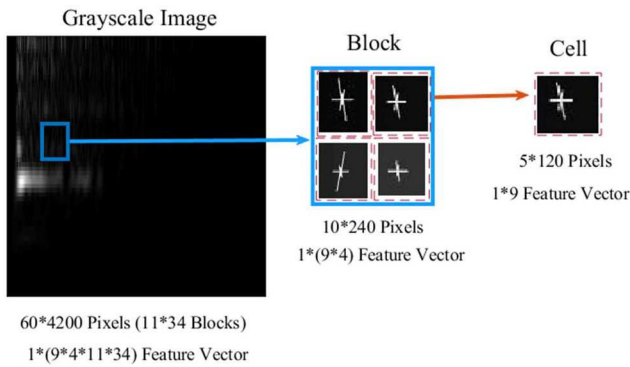 Grayscale Image
Block
Cell
5*120 Pixels
1*9 Feature Vector
10*240 Pixels
1*(9*4) Feature Vector
60*4200 Pixels (11*34 Blocks)
1*(9*4*11*34) Feature Vector